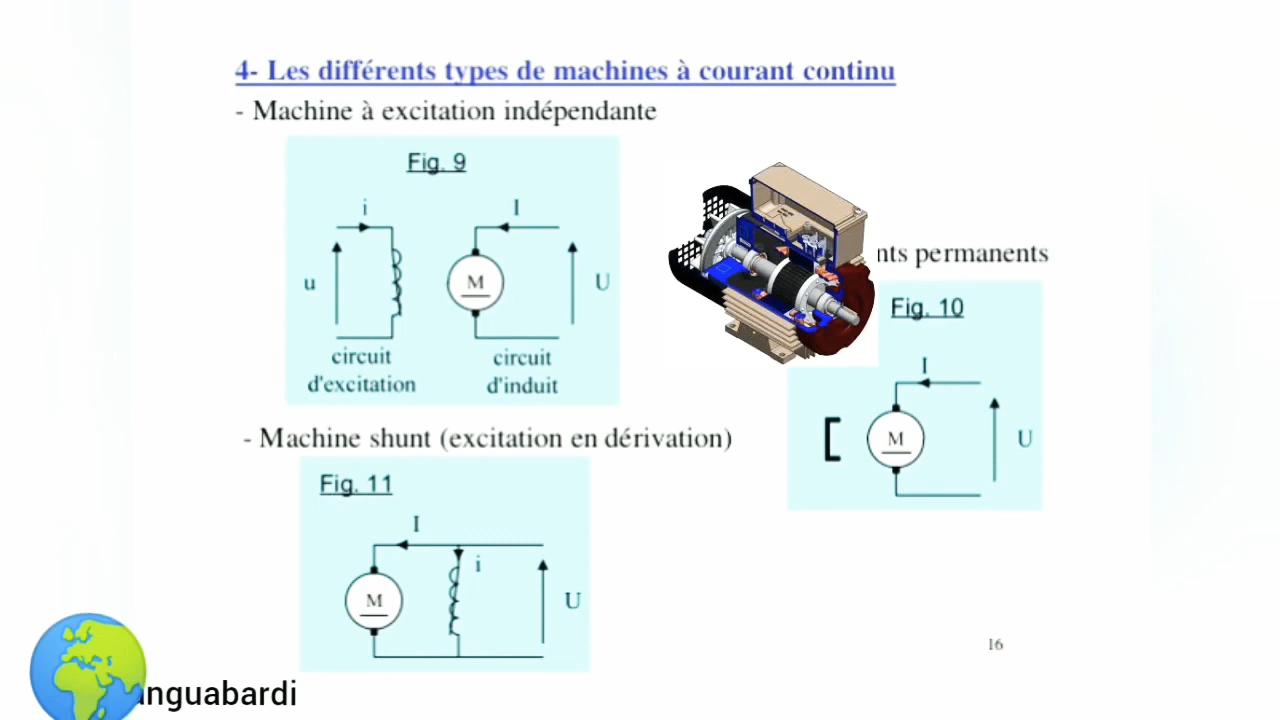 4- Les différents types de machines à courant continu
- Machine à excitation indépendante
Fig. 9
i
I
u
M
U
circuit
d'excitation
circuit
d'induit
nts permanents
Fig. 10
I
M
U
- Machine shunt (excitation en dérivation)
Fig. 11
I
i
M
U
16
nguabardi